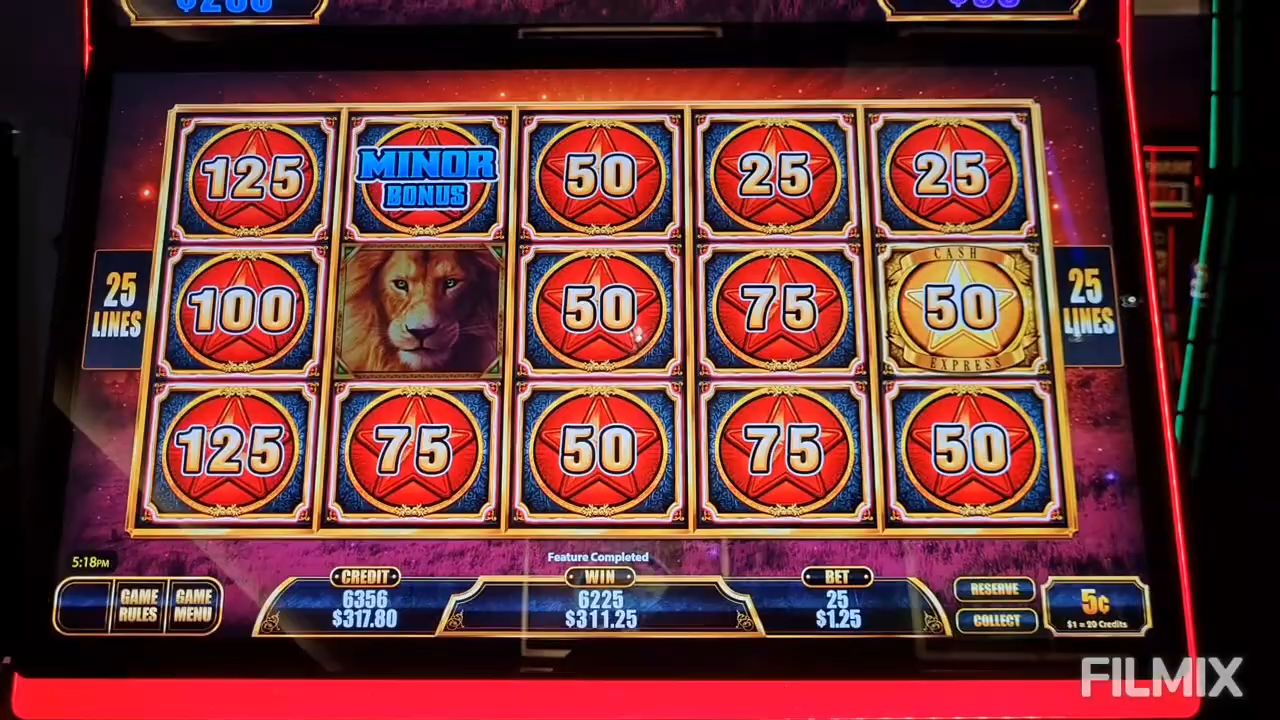 125
MINOR
BONUS
50
25
25
25
LINES
100
50
75
CASH
50
EXPRESS
25
LINES
125
75
50
75
50
5:18PM
Feature Completed
GAME
RULES
GAME
MENU
CREDIT
6356
$317.80
WIN
6225
$311.25
BET
25
$1.25
RESERVE
COLLECT
5¢
$1 = 20 Credits
FILMIX